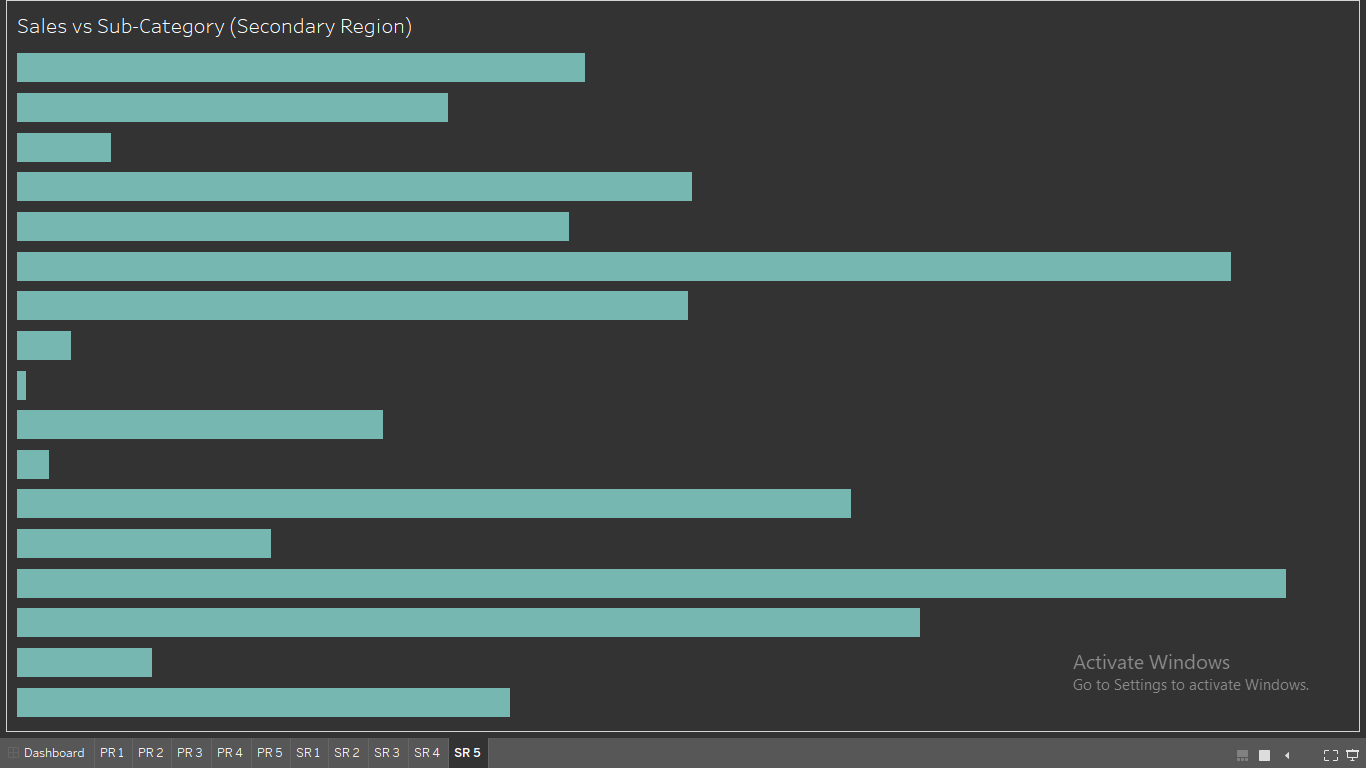 Sales vs Sub-Category (Secondary Region)
Activate Windows
Go to Settings to activate Windows.
Dashboard PR 1 PR 2 PR 3 PR 4 PR 5 SR 1 SR 2 SR 3 SR 4 SR 5